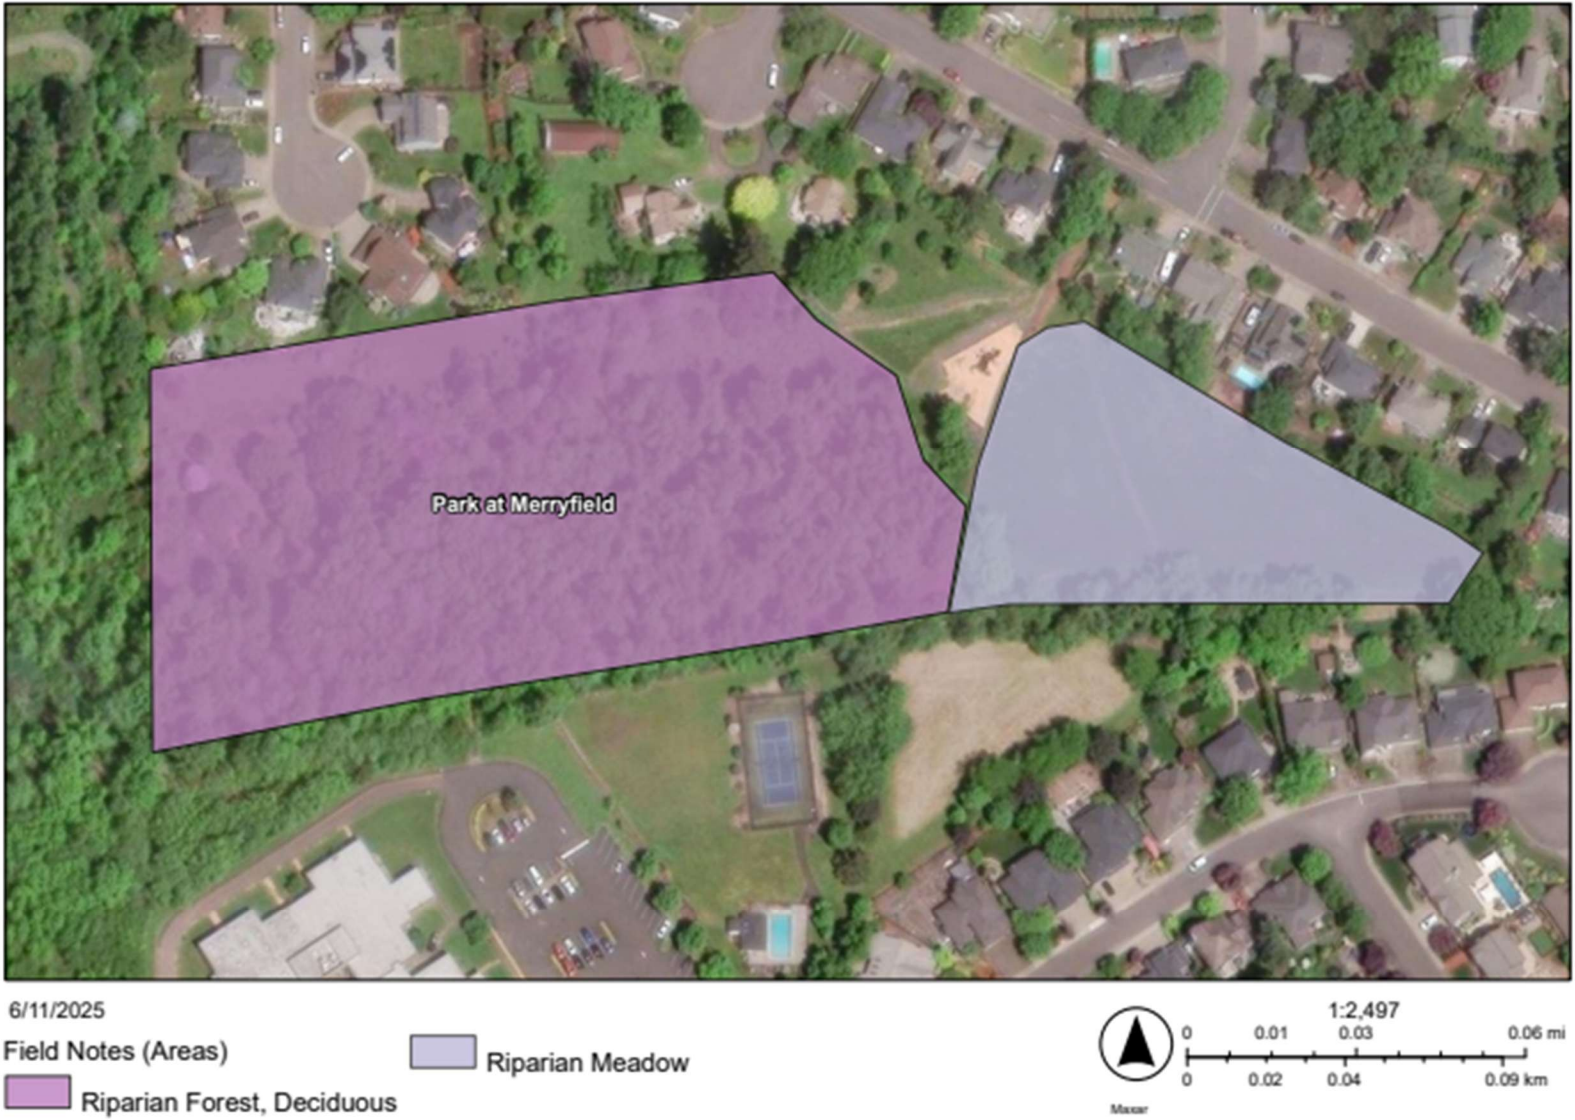 Park at Merryfield
6/11/2025
1:2,497
Field Notes (Areas)
Riparian Meadow
Riparian Forest, Deciduous
0 0.01 0.03 0.06 mi
0 0.02 0.04 0.09 km
Maxar